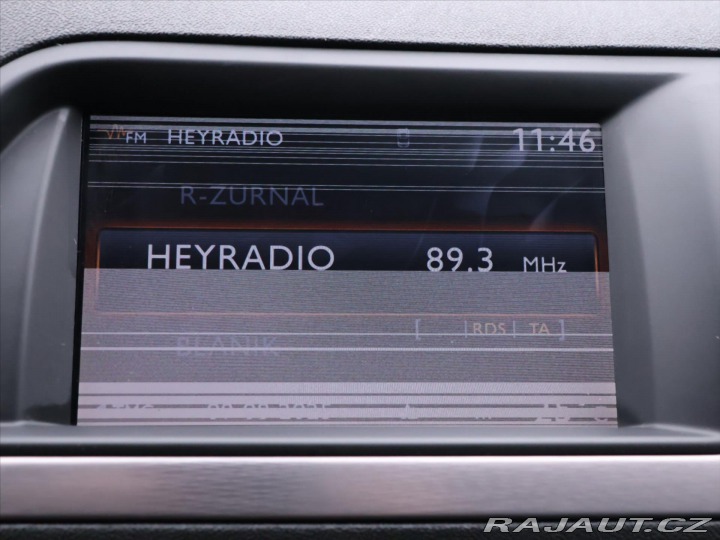 FM HEYRADIO 11:46
R-ZURNAL
HEYRADIO 89.3 MHz
[ RDS TA ]
BLANIK
RAJAUT.CZ